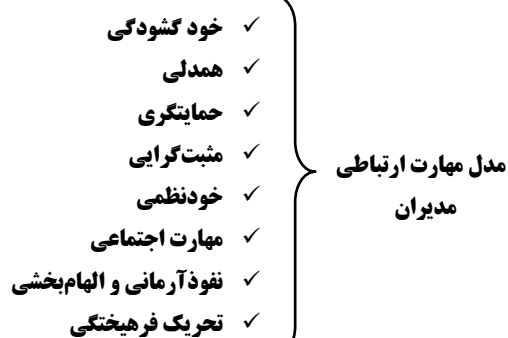 مدل مهارت ارتباطی
مدیران
✓ خود گشودگی
✓ همدلی
✓ حمایتگری
✓ مثبت‌گرایی
✓ خودنظمی
✓ مهارت اجتماعی
✓ نفوذآرمانی و الهام‌بخشی
✓ تحریک فرهیختگی